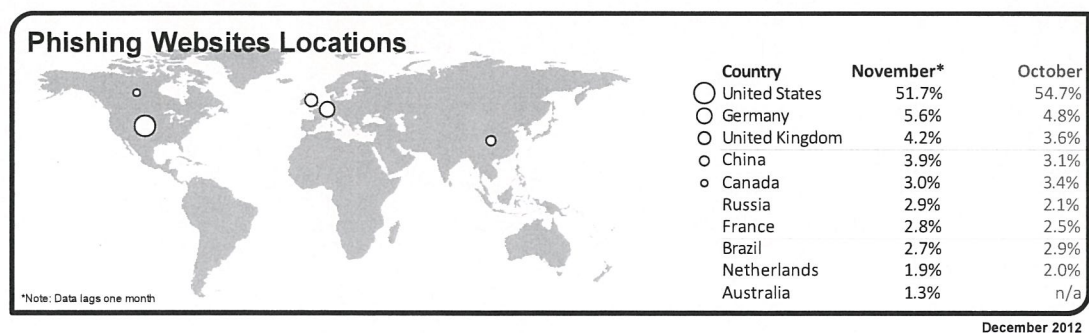 Phishing Websites Locations
Country November* October
United States 51.7% 54.7%
Germany 5.6% 4.8%
United Kingdom 4.2% 3.6%
China 3.9% 3.1%
Canada 3.0% 3.4%
Russia 2.9% 2.1%
France 2.8% 2.5%
Brazil 2.7% 2.9%
Netherlands 1.9% 2.0%
Australia 1.3% n/a
*Note: Data lags one month
December 2012